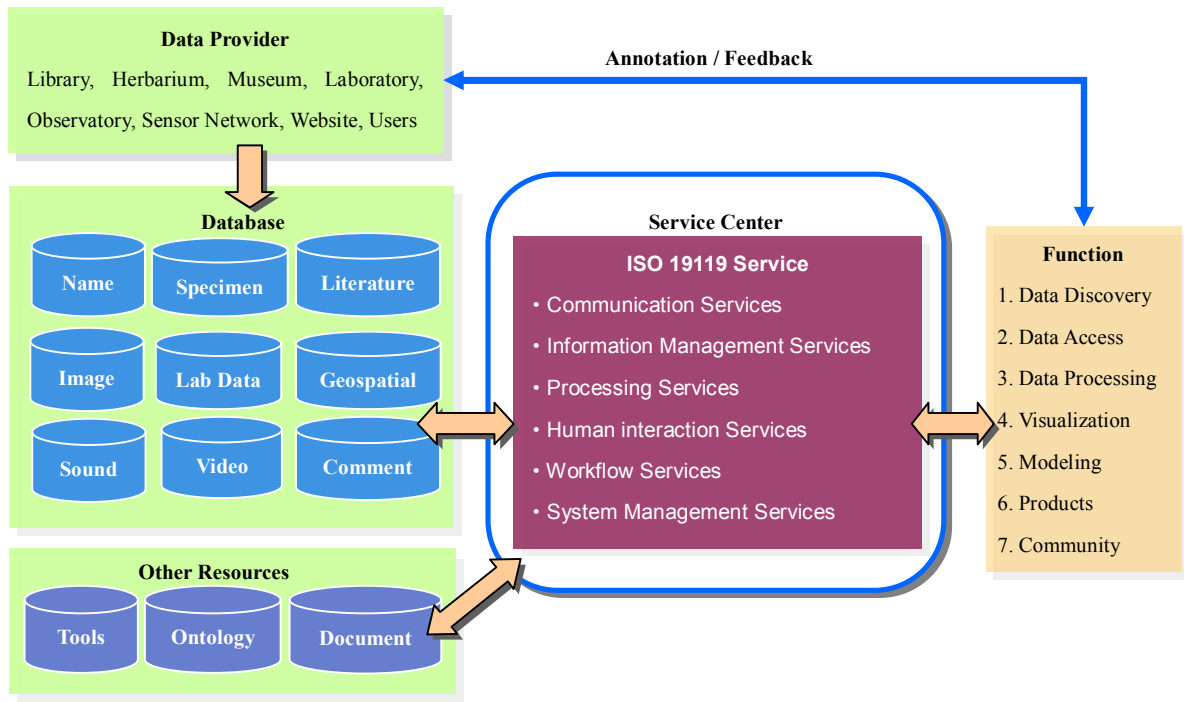 Data Provider
Library, Herbarium, Museum, Laboratory,
Observatory, Sensor Network, Website, Users
Annotation / Feedback
Database
Name
Specimen
Literature
Image
Lab Data
Geospatial
Sound
Video
Comment
Other Resources
Tools
Ontology
Document
Service Center
ISO 19119 Service
• Communication Services
• Information Management Services
• Processing Services
• Human interaction Services
• Workflow Services
• System Management Services
Function
1. Data Discovery
2. Data Access
3. Data Processing
4. Visualization
5. Modeling
6. Products
7. Community